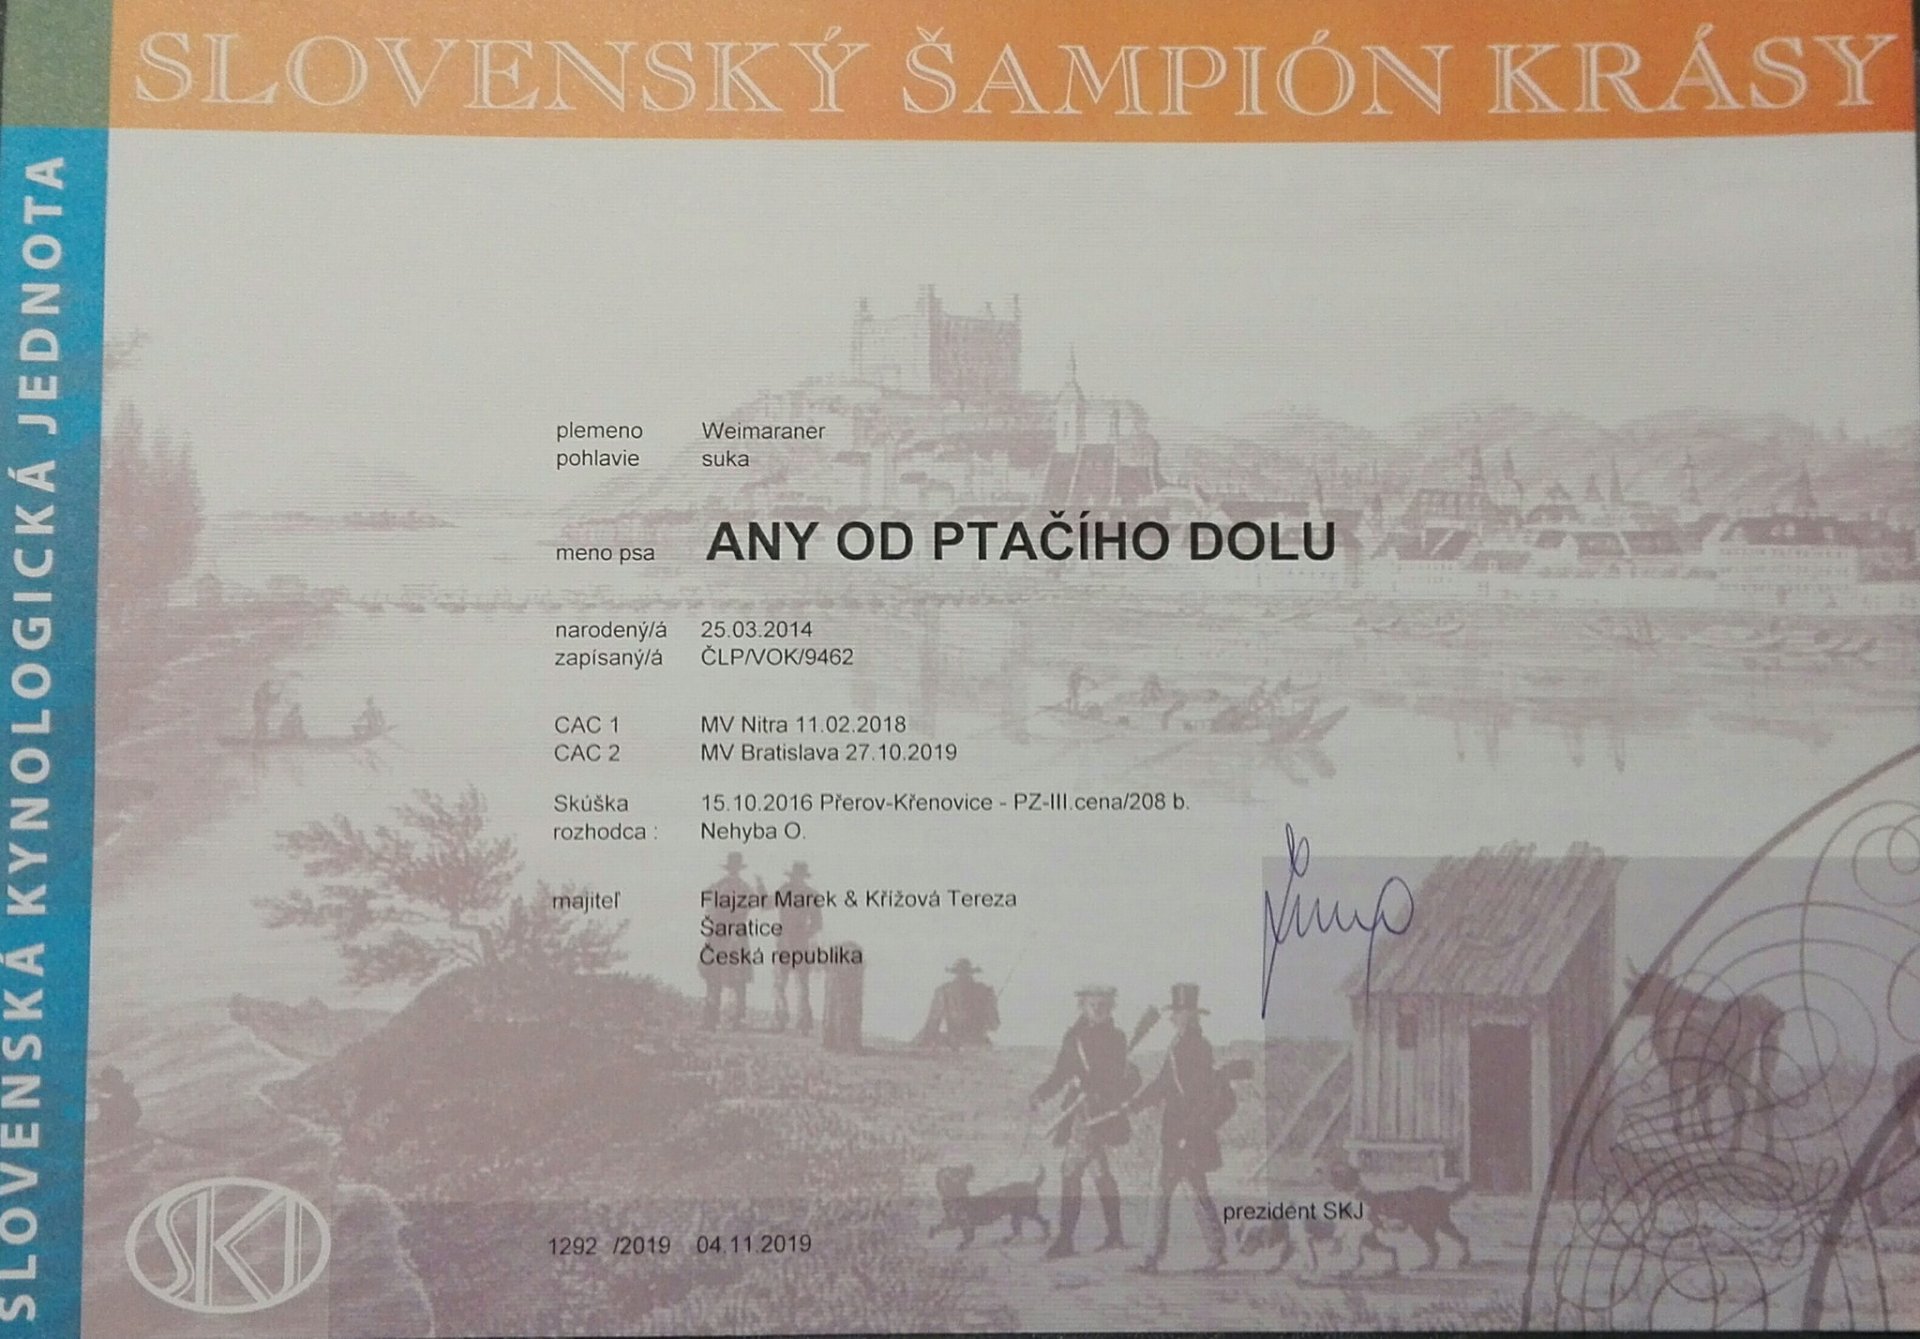 SLOVENSKÝ ŠAMPIÓN KRÁSY
SLOVENSKÁ KYNOLOGICKÁ JEDNOTA
plemeno Weimaraner
pohlavie suka
meno psa ANY OD PTAČÍHO DOLU
narodený/á 25.03.2014
zapísaný/á ČLP/VOK/9462
CAC 1 MV Nitra 11.02.2018
CAC 2 MV Bratislava 27.10.2019
Skúška 15.10.2016 Přerov-Křenovice - PZ-III.cena/208 b.
rozhodca : Nehyba O.
majiteľ Flajzar Marek & Křížová Tereza
Šaratice
Česká republika
prezident SKJ
1292 /2019 04.11.2019
SKJ